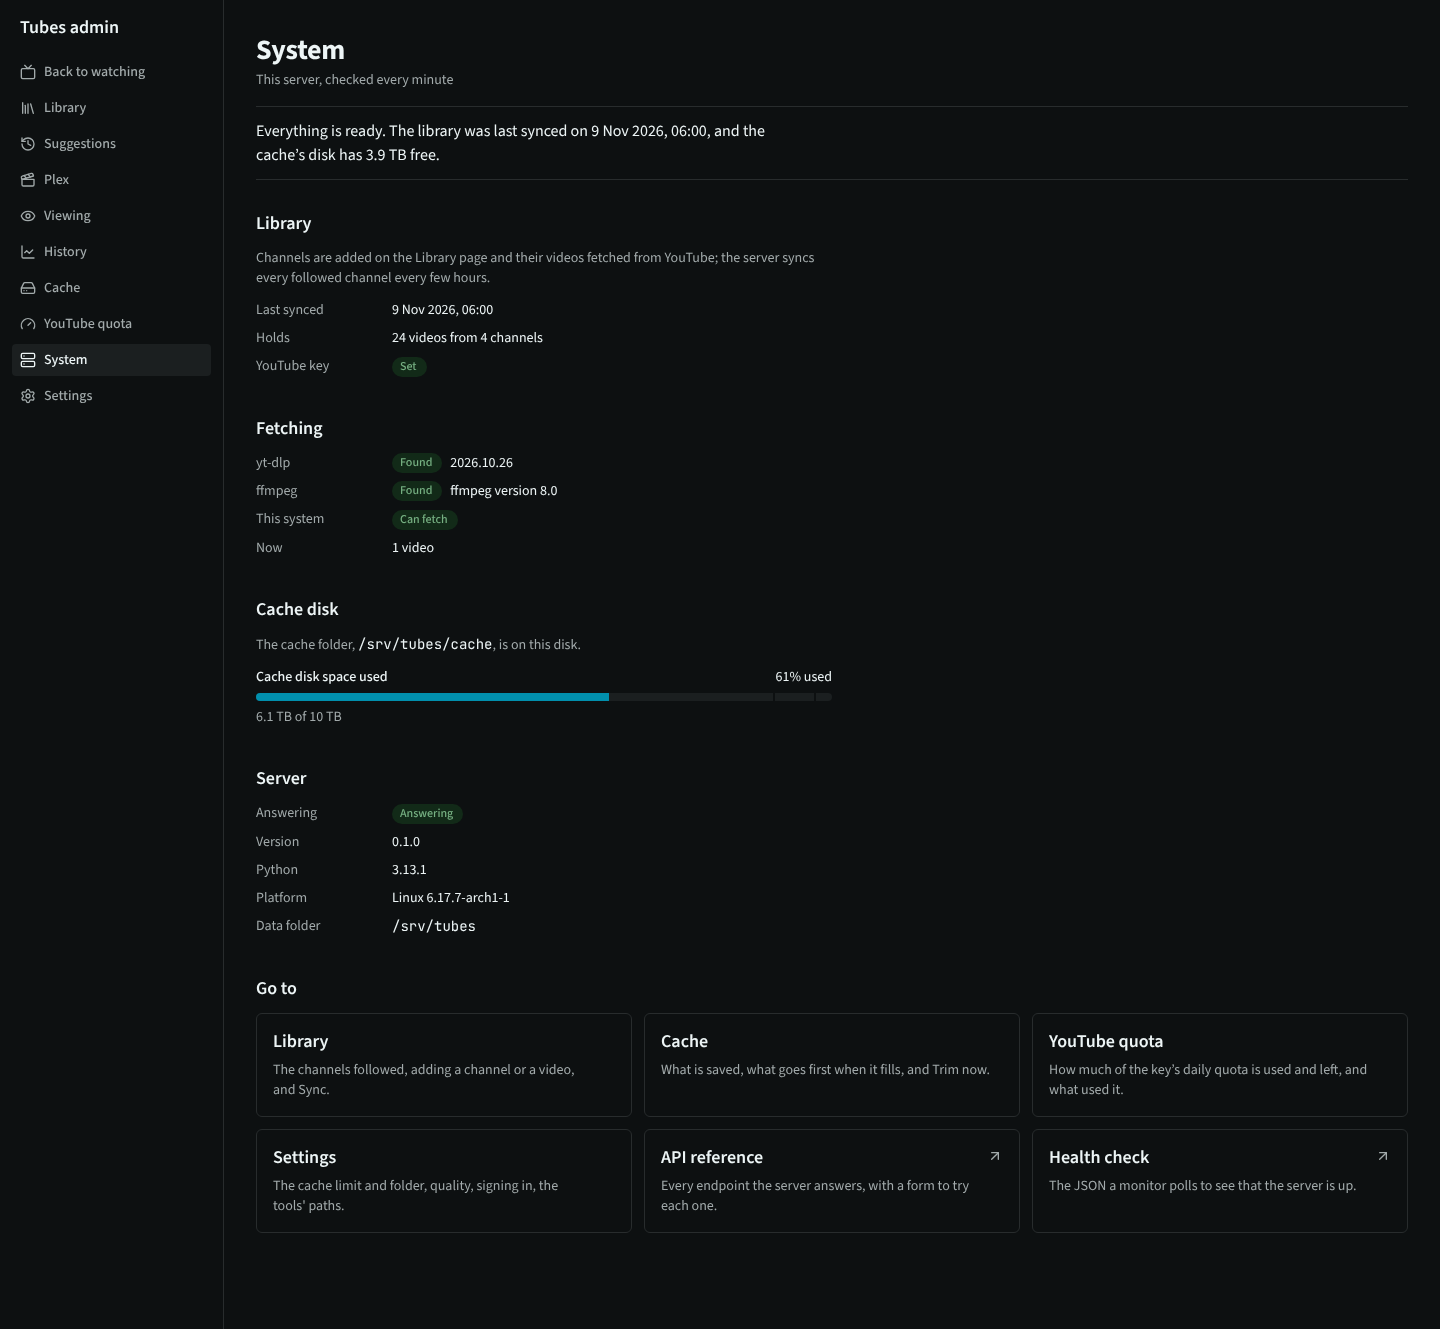 Tubes admin
Back to watching
Library
Suggestions
Plex
Viewing
History
Cache
YouTube quota
System
Settings
System
This server, checked every minute
Everything is ready. The library was last synced on 9 Nov 2026, 06:00, and the
cache’s disk has 3.9 TB free.
Library
Channels are added on the Library page and their videos fetched from YouTube; the server syncs
every followed channel every few hours.
Last synced 9 Nov 2026, 06:00
Holds 24 videos from 4 channels
YouTube key Set
Fetching
yt-dlp Found 2026.10.26
ffmpeg Found ffmpeg version 8.0
This system Can fetch
Now 1 video
Cache disk
The cache folder, /srv/tubes/cache, is on this disk.
Cache disk space used 61% used
6.1 TB of 10 TB
Server
Answering Answering
Version 0.1.0
Python 3.13.1
Platform Linux 6.17.7-arch1-1
Data folder /srv/tubes
Go to
Library
The channels followed, adding a channel or a video,
and Sync.
Cache
What is saved, what goes first when it fills, and Trim now.
YouTube quota
How much of the key’s daily quota is used and left, and
what used it.
Settings
The cache limit and folder, quality, signing in, the
tools' paths.
API reference
Every endpoint the server answers, with a form to try
each one.
Health check
The JSON a monitor polls to see that the server is up.